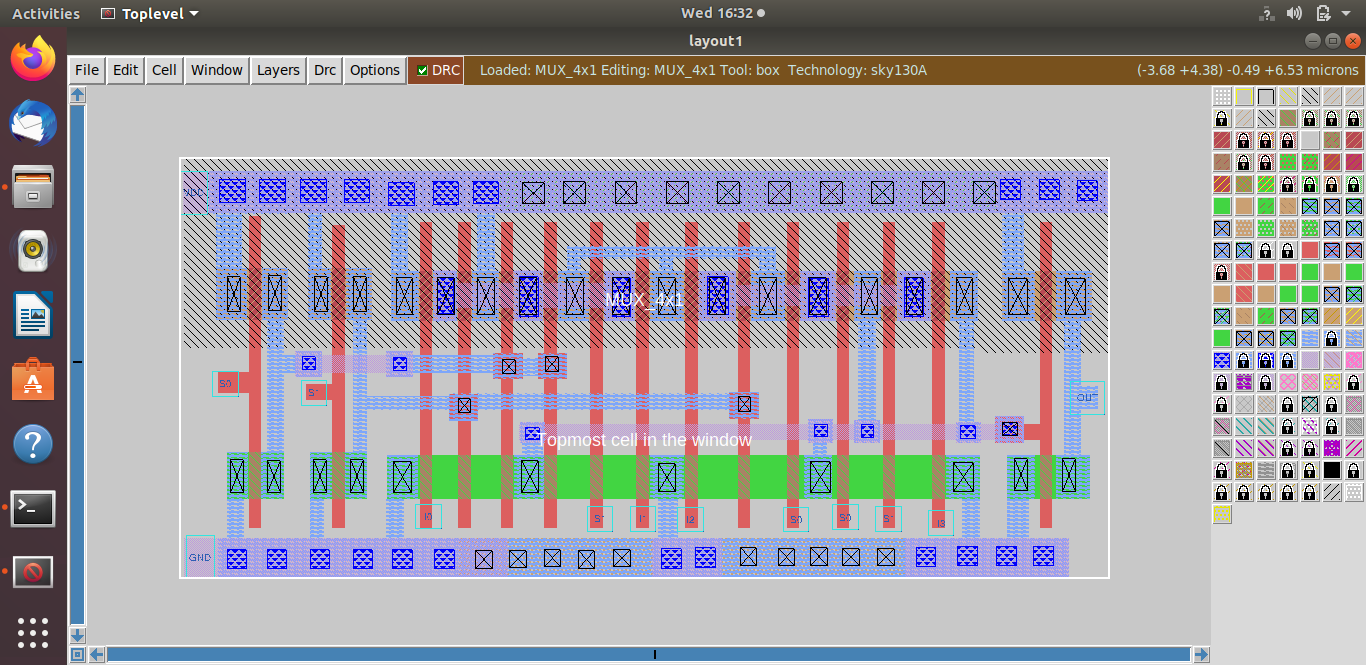 Activities Toplevel Wed 16:32
layout1
File Edit Cell Window Layers Drc Options DRC Loaded: MUX_4x1 Editing: MUX_4x1 Tool: box Technology: sky130A (-3.68 +4.38) -0.49 +6.53 microns
MUX_4x1
S0
S1
OUT
Topmost cell in the window
I0 S1 I1 I2 S0 S0 S1 I3
GND